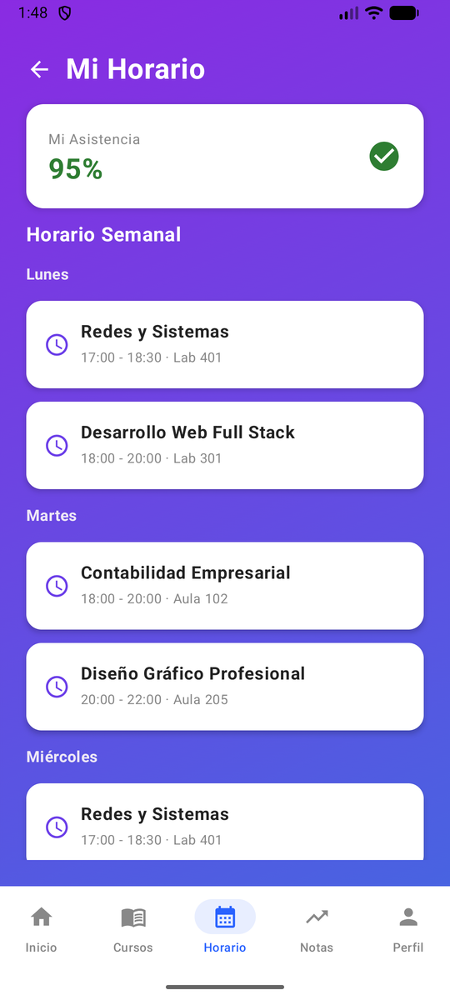 1:48
Mi Horario
Mi Asistencia
95%
Horario Semanal
Lunes
Redes y Sistemas
17:00 - 18:30 · Lab 401
Desarrollo Web Full Stack
18:00 - 20:00 · Lab 301
Martes
Contabilidad Empresarial
18:00 - 20:00 · Aula 102
Diseño Gráfico Profesional
20:00 - 22:00 · Aula 205
Miércoles
Redes y Sistemas
17:00 - 18:30 · Lab 401
Inicio
Cursos
Horario
Notas
Perfil